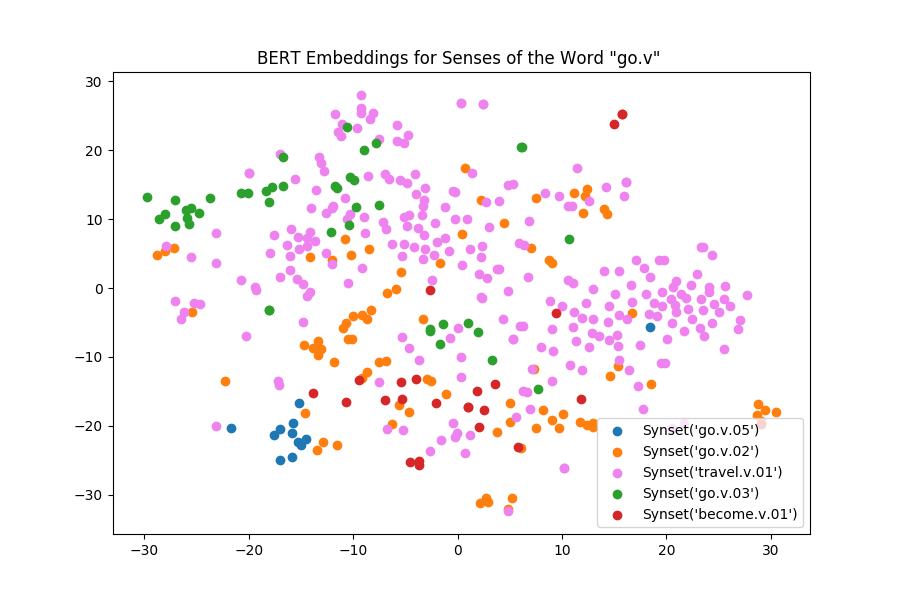 BERT Embeddings for Senses of the Word "go.v"
30
20
10
0
−10
−20
−30
Synset('go.v.05')
Synset('go.v.02')
Synset('travel.v.01')
Synset('go.v.03')
Synset('become.v.01')
−30 −20 −10 0 10 20 30